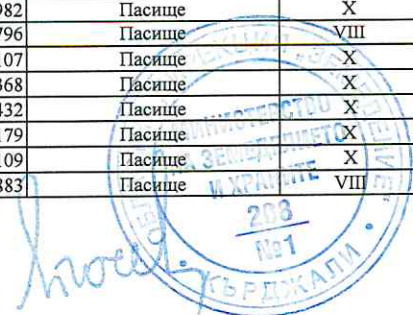 982 Пасище X
796 Пасище VIII
107 Пасище X
368 Пасище X
432 Пасище X
179 Пасище X
109 Пасище X
383 Пасище VIII
МИНИСТЕРСТВО
НА ЗЕМЕДЕЛИЕТО
И ХРАНИТЕ
208
№1
КЪРДЖАЛИ